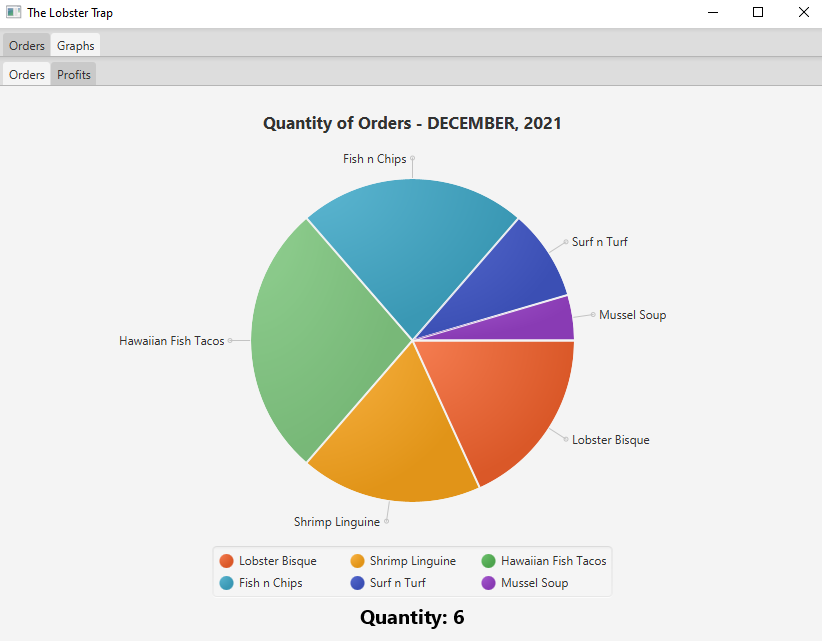 The Lobster Trap
Orders Graphs
Orders Profits
Quantity of Orders - DECEMBER, 2021
Fish n Chips
Surf n Turf
Mussel Soup
Hawaiian Fish Tacos
Lobster Bisque
Shrimp Linguine
Lobster Bisque Shrimp Linguine Hawaiian Fish Tacos
Fish n Chips Surf n Turf Mussel Soup
Quantity: 6